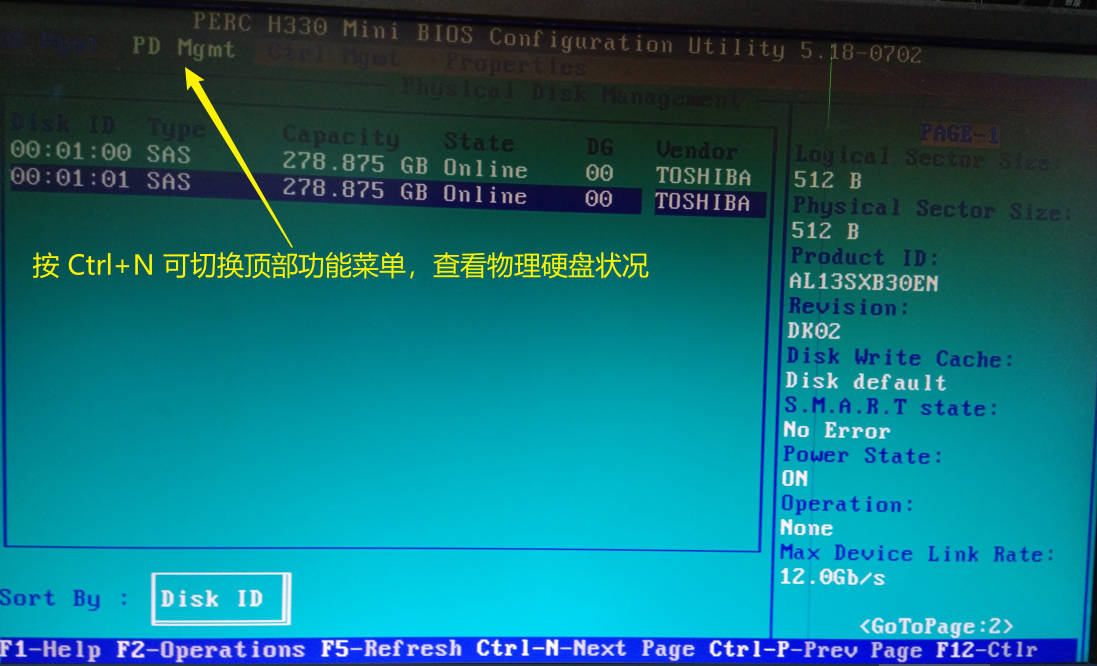 PERC H330 Mini BIOS Configuration Utility 5.18-0702
PD Mgmt Ctrl Mgmt Properties
Physical Disk Management
Disk ID Type Capacity State DG Vendor
00:01:00 SAS 278.875 GB Online 00 TOSHIBA
00:01:01 SAS 278.875 GB Online 00 TOSHIBA
按 Ctrl+N 可切换顶部功能菜单，查看物理硬盘状况
Sort By : Disk ID
PAGE-1
Logical Sector Size:
512 B
Physical Sector Size:
512 B
Product ID:
AL13SXB30EN
Revision:
DK02
Disk Write Cache:
Disk default
S.M.A.R.T state:
No Error
Power State:
ON
Operation:
None
Max Device Link Rate:
12.0Gb/s
<GoToPage:2>
F1-Help F2-Operations F5-Refresh Ctrl-N-Next Page Ctrl-P-Prev Page F12-Ctlr